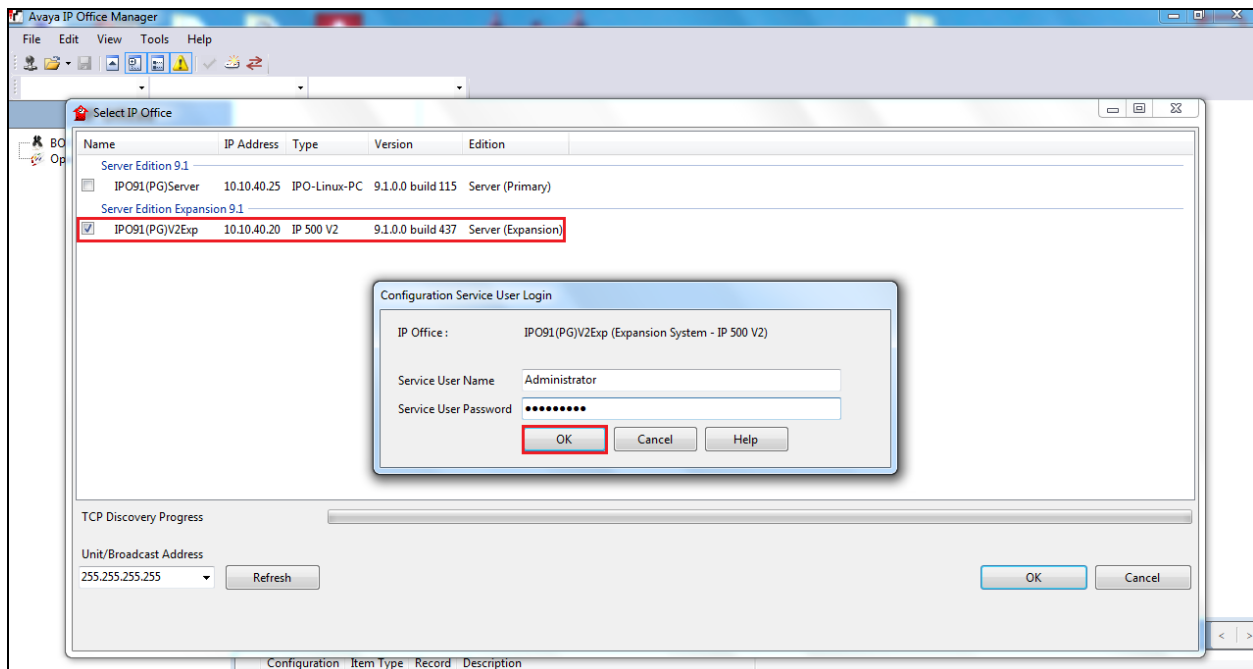 Avaya IP Office Manager
File Edit View Tools Help
Select IP Office
BO
Op
Name IP Address Type Version Edition
Server Edition 9.1
IPO91(PG)Server 10.10.40.25 IPO-Linux-PC 9.1.0.0 build 115 Server (Primary)
Server Edition Expansion 9.1
IPO91(PG)V2Exp 10.10.40.20 IP 500 V2 9.1.0.0 build 437 Server (Expansion)
Configuration Service User Login
IP Office : IPO91(PG)V2Exp (Expansion System - IP 500 V2)
Service User Name Administrator
Service User Password •••••••••
OK Cancel Help
TCP Discovery Progress
Unit/Broadcast Address
255.255.255.255 Refresh OK Cancel
Configuration Item Type Record Description